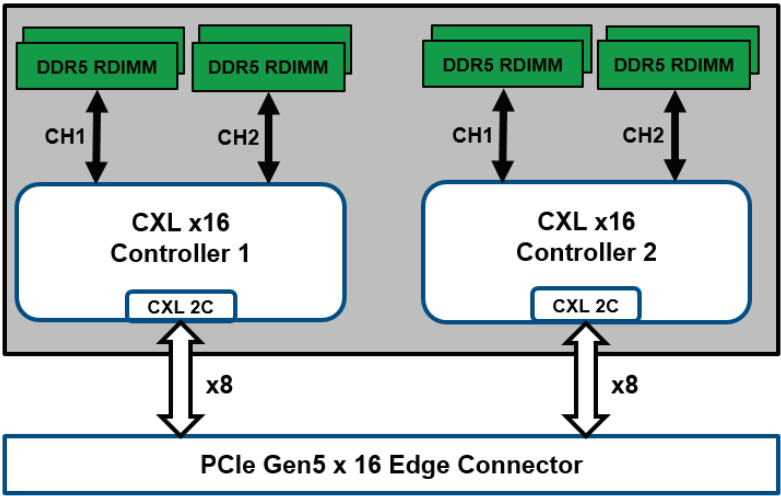 DDR5 RDIMM
DDR5 RDIMM
DDR5 RDIMM
DDR5 RDIMM
CH1
CH2
CH1
CH2
CXL x16
Controller 1
CXL x16
Controller 2
CXL 2C
CXL 2C
x8
x8
PCIe Gen5 x 16 Edge Connector